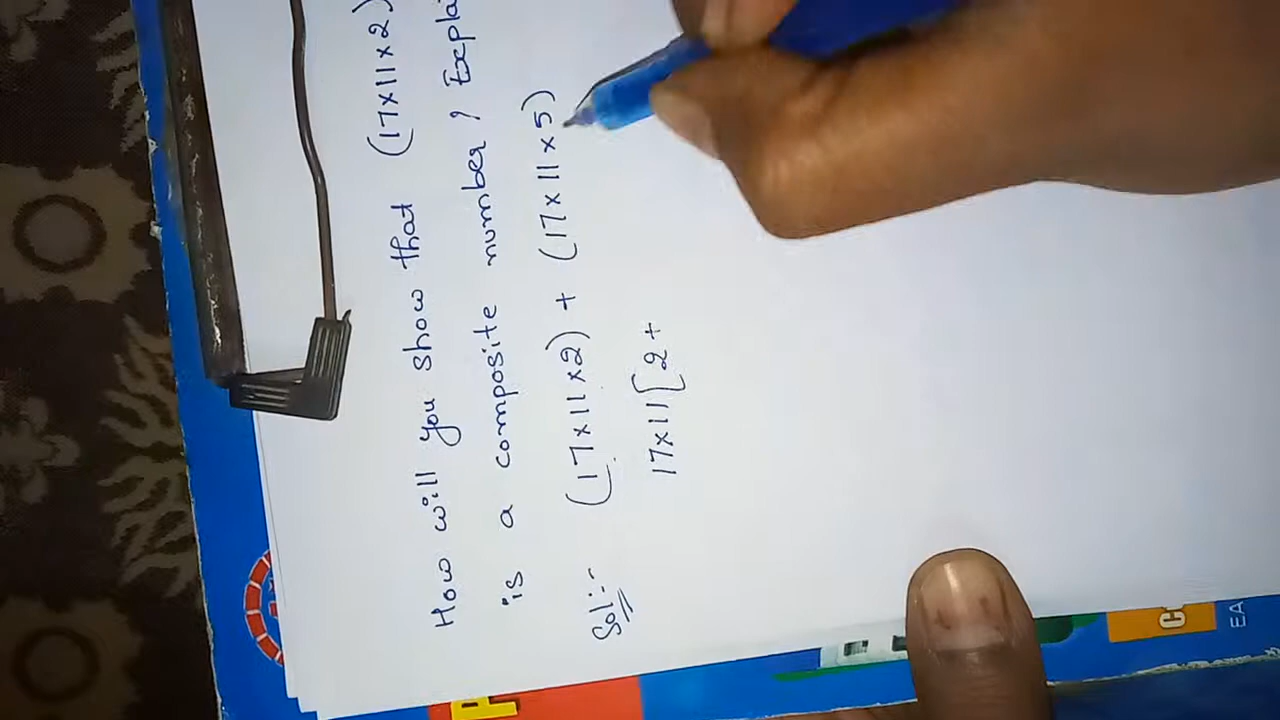 How will you show that (17×11×2)
is a composite number ?
Sol:- (17×11×2) + (17×11×5)
17×11[2+